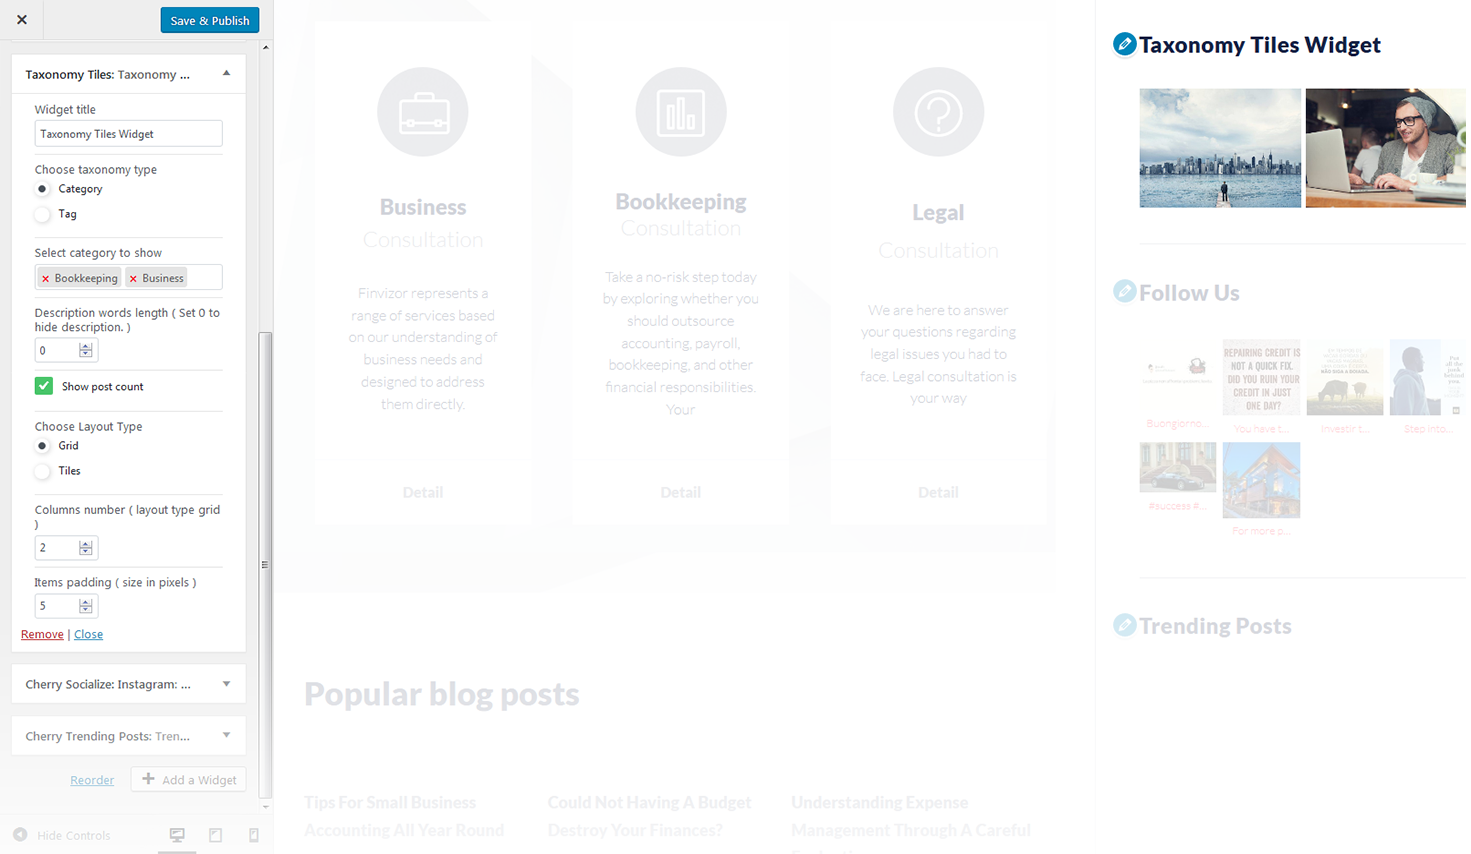 ✕
Save & Publish
Taxonomy Tiles: Taxonomy ...
Widget title
Taxonomy Tiles Widget
Choose taxonomy type
Category
Tag
Select category to show
× Bookkeeping × Business
Description words length ( Set 0 to
hide description. )
0
Show post count
Choose Layout Type
Grid
Tiles
Columns number ( layout type grid
)
2
Items padding ( size in pixels )
5
Remove | Close
Cherry Socialize: Instagram: ...
Cherry Trending Posts: Tren...
Reorder
Add a Widget
Hide Controls
Business
Consultation
Finvizor represents a
range of services based
on our understanding of
business needs and
designed to address
them directly.
Detail
Bookkeeping
Consultation
Take a no-risk step today
by exploring whether you
should outsource
accounting, payroll,
bookkeeping, and other
financial responsibilities.
Your
Detail
Legal
Consultation
We are here to answer
your questions regarding
legal issues you had to
face. Legal consultation is
your way
Detail
Popular blog posts
Tips For Small Business
Accounting All Year Round
Could Not Having A Budget
Destroy Your Finances?
Understanding Expense
Management Through A Careful
Taxonomy Tiles Widget
Follow Us
REPAIRING CREDIT IS
NOT A QUICK FIX.
DID YOU RUIN YOUR
CREDIT IN JUST
ONE DAY?
Put
all the
junk
behind
you.
Buongiorno...
You have t...
Investir t...
Step into...
#success #...
For more p...
Trending Posts